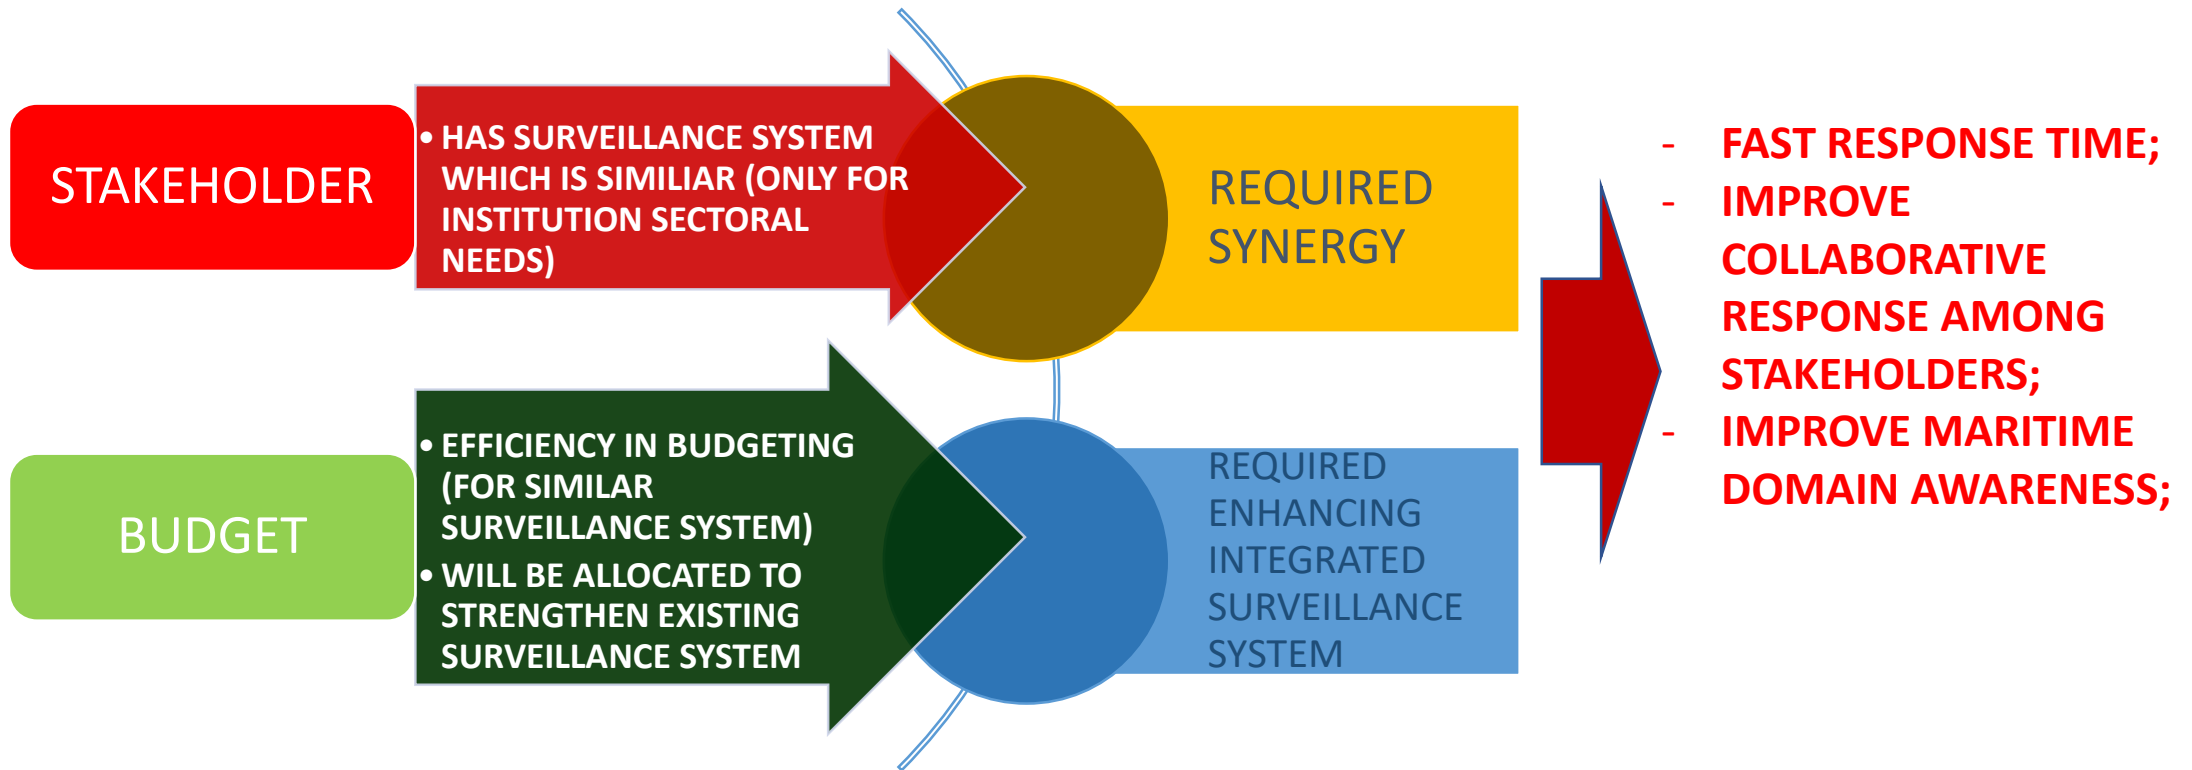 STAKEHOLDER
• HAS SURVEILLANCE SYSTEM
WHICH IS SIMILIAR (ONLY FOR
INSTITUTION SECTORAL
NEEDS)
REQUIRED
SYNERGY
BUDGET
• EFFICIENCY IN BUDGETING
(FOR SIMILAR
SURVEILLANCE SYSTEM)
• WILL BE ALLOCATED TO
STRENGTHEN EXISTING
SURVEILLANCE SYSTEM
REQUIRED
ENHANCING
INTEGRATED
SURVEILLANCE
SYSTEM
- FAST RESPONSE TIME;
- IMPROVE
COLLABORATIVE
RESPONSE AMONG
STAKEHOLDERS;
- IMPROVE MARITIME
DOMAIN AWARENESS;